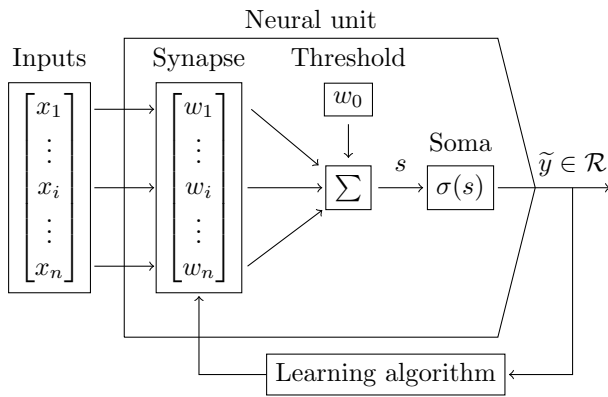 Neural unit
Inputs Synapse Threshold
x₁ w₁ w₀
⋮ ⋮ Soma
xᵢ wᵢ ∑ s σ(s) ỹ ∈ ℛ
⋮ ⋮
xₙ wₙ
Learning algorithm